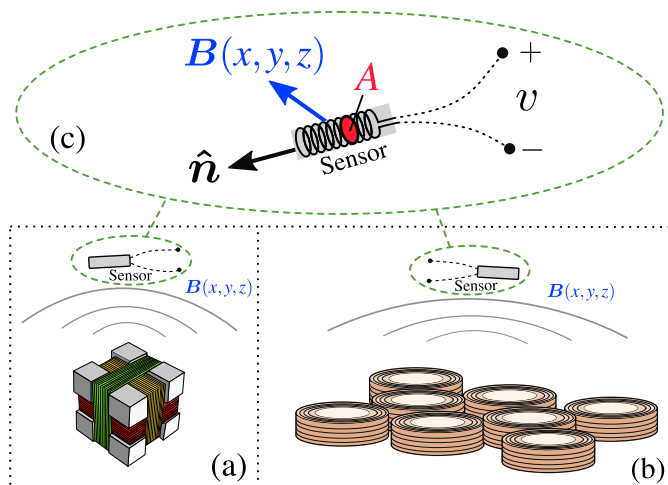 B(x, y, z)
A
+
v
(c)
n̂
Sensor
−
Sensor
B(x,y,z)
(a)
Sensor
B(x,y,z)
(b)